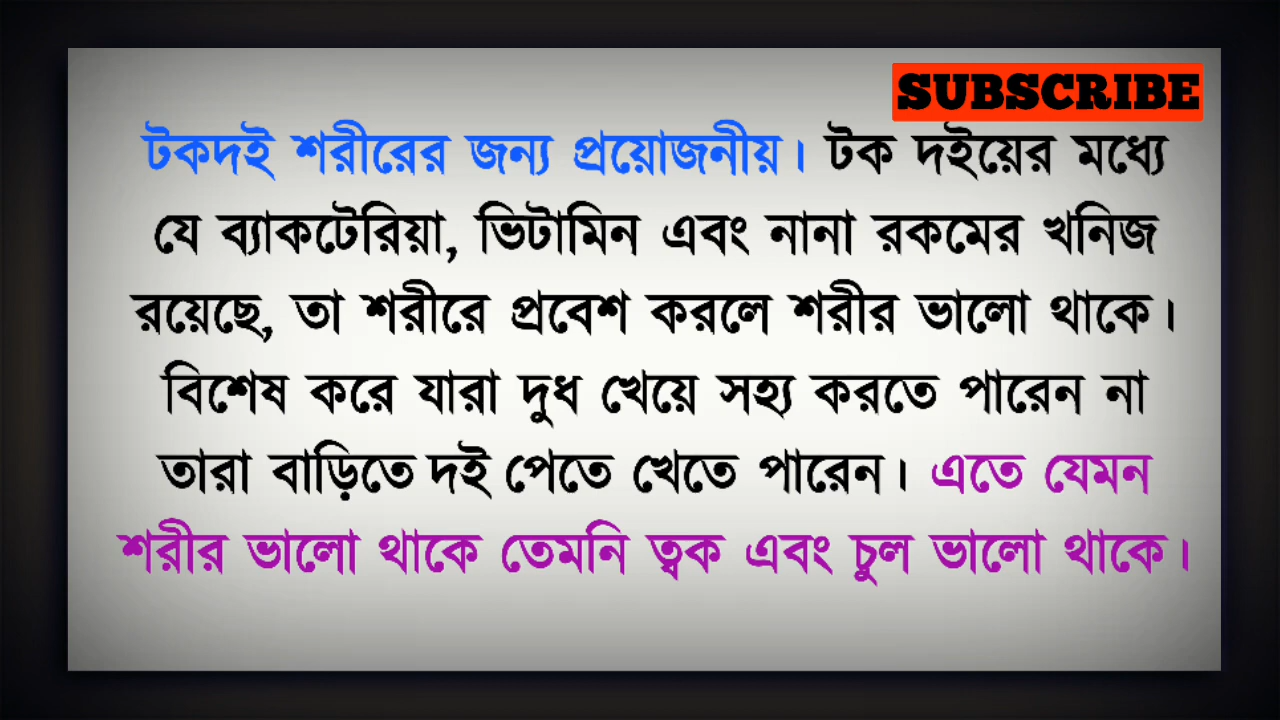 SUBSCRIBE
টকদই শরীরের জন্য প্রয়োজনীয়। টক দইয়ের মধ্যে
যে ব্যাকটেরিয়া, ভিটামিন এবং নানা রকমের খনিজ
রয়েছে, তা শরীরে প্রবেশ করলে শরীর ভালো থাকে।
বিশেষ করে যারা দুধ খেয়ে সহ্য করতে পারেন না
তারা বাড়িতে দই পেতে খেতে পারেন। এতে যেমন
শরীর ভালো থাকে তেমনি ত্বক এবং চুল ভালো থাকে।